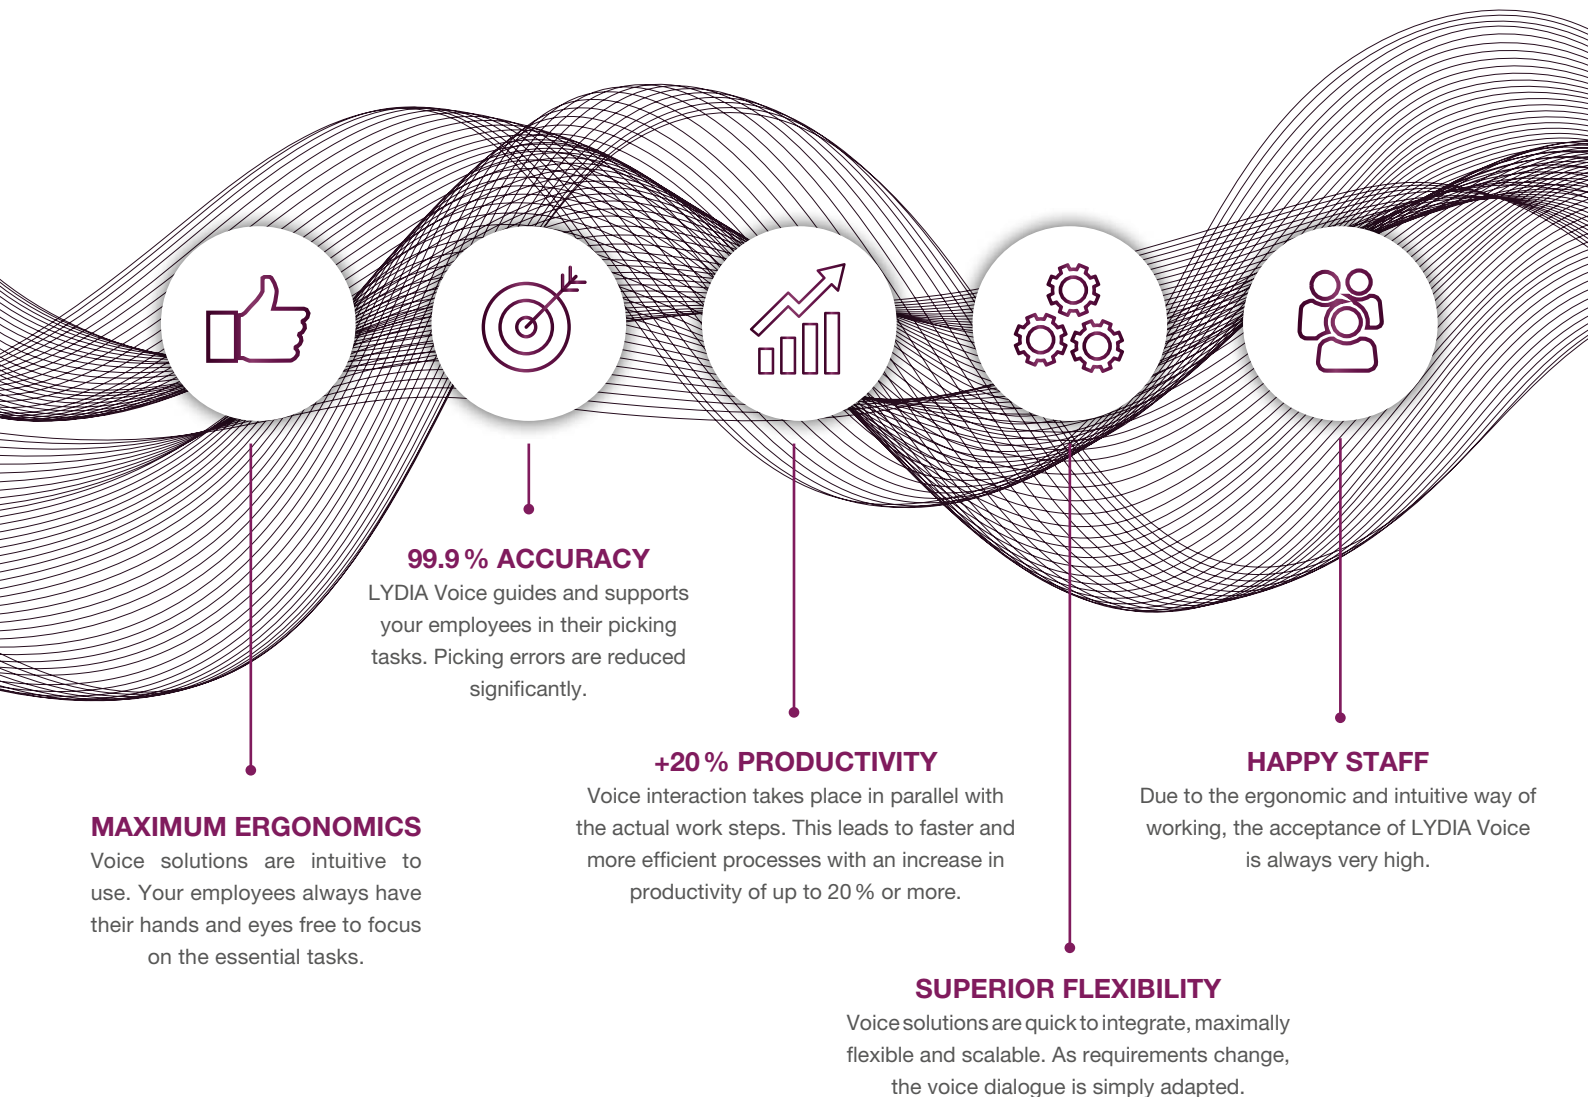 99.9 % ACCURACY
LYDIA Voice guides and supports
your employees in their picking
tasks. Picking errors are reduced
significantly.
+20 % PRODUCTIVITY
Voice interaction takes place in parallel with
the actual work steps. This leads to faster and
more efficient processes with an increase in
productivity of up to 20 % or more.
HAPPY STAFF
Due to the ergonomic and intuitive way of
working, the acceptance of LYDIA Voice
is always very high.
MAXIMUM ERGONOMICS
Voice solutions are intuitive to
use. Your employees always have
their hands and eyes free to focus
on the essential tasks.
SUPERIOR FLEXIBILITY
Voice solutions are quick to integrate, maximally
flexible and scalable. As requirements change,
the voice dialogue is simply adapted.